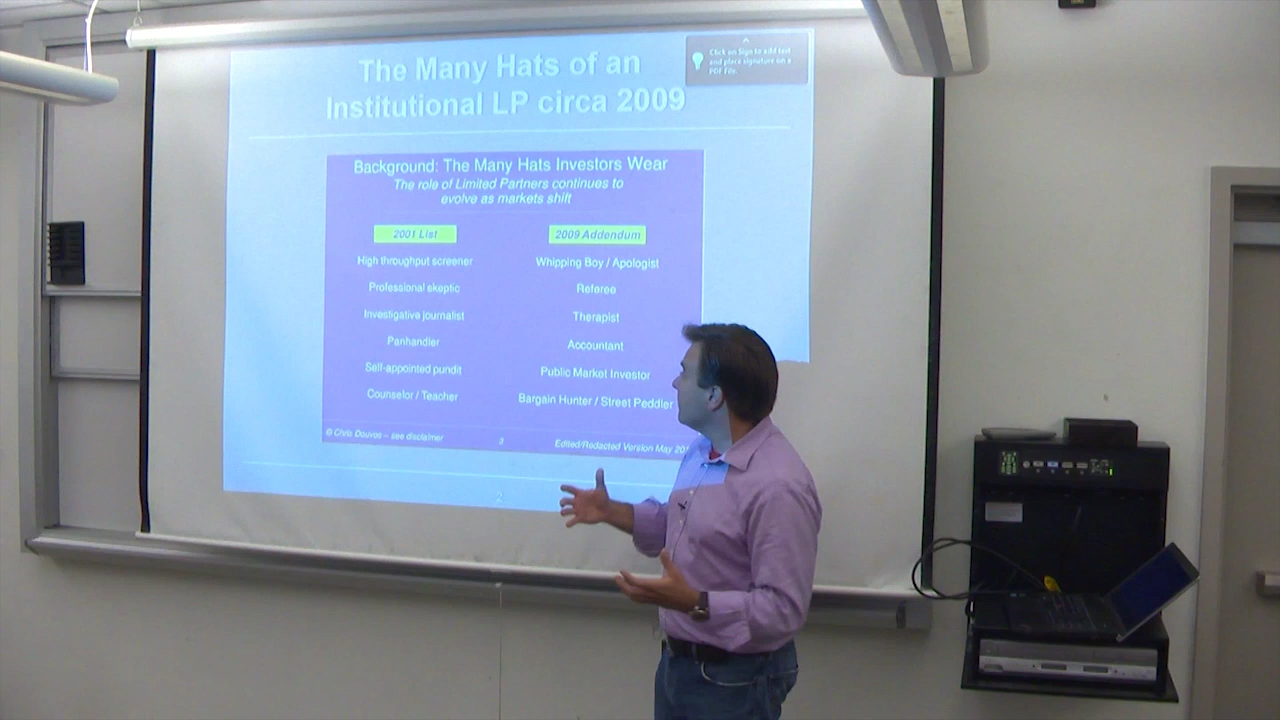 The Many Hats of an
Institutional LP circa 2009
Click on Sign to add text
and place signature on a
PDF File.
Background: The Many Hats Investors Wear
The role of Limited Partners continues to
evolve as markets shift
2001 List
High throughput screener
Professional skeptic
Investigative journalist
Panhandler
Self-appointed pundit
Counselor / Teacher
2009 Addendum
Whipping Boy / Apologist
Referee
Therapist
Accountant
Public Market Investor
Bargain Hunter / Street Peddler
© Chris Douvos – see disclaimer
2
Edited/Redacted Version May 20
2